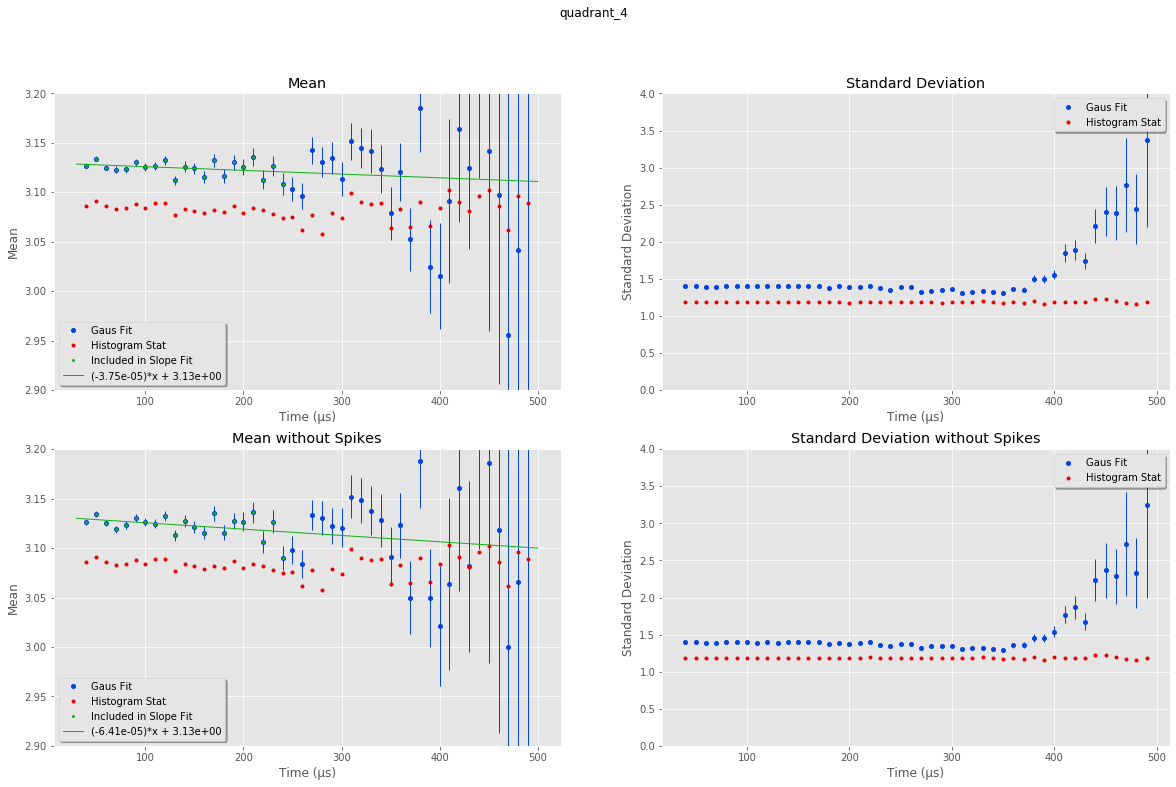 quadrant_4
Mean
3.20
3.15
3.10
3.05
3.00
2.95
2.90
Mean
Gaus Fit
Histogram Stat
Included in Slope Fit
(-3.75e-05)*x + 3.13e+00
100 200 300 400 500
Time (µs)
Standard Deviation
4.0
3.5
3.0
2.5
2.0
1.5
1.0
0.5
0.0
Standard Deviation
Gaus Fit
Histogram Stat
100 200 300 400 500
Time (µs)
Mean without Spikes
3.20
3.15
3.10
3.05
3.00
2.95
2.90
Mean
Gaus Fit
Histogram Stat
Included in Slope Fit
(-6.41e-05)*x + 3.13e+00
100 200 300 400 500
Time (µs)
Standard Deviation without Spikes
4.0
3.5
3.0
2.5
2.0
1.5
1.0
0.5
0.0
Standard Deviation
Gaus Fit
Histogram Stat
100 200 300 400 500
Time (µs)